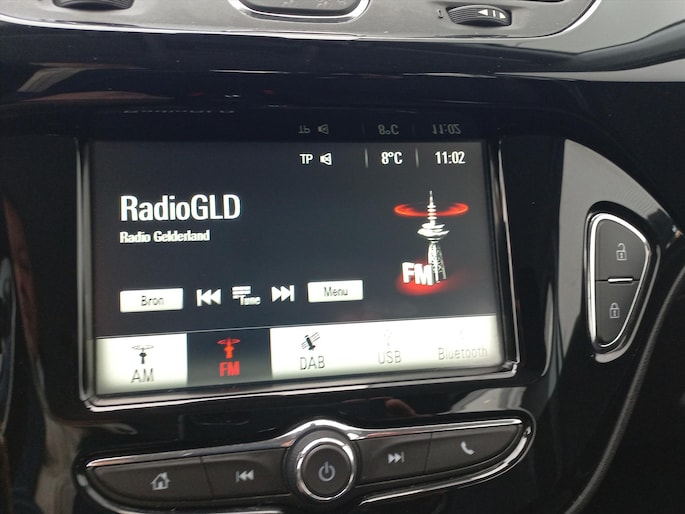 TP 8°C 11:02
RadioGLD
Radio Gelderland
FM
Bron Tune Menu
AM FM DAB USB Bluetooth